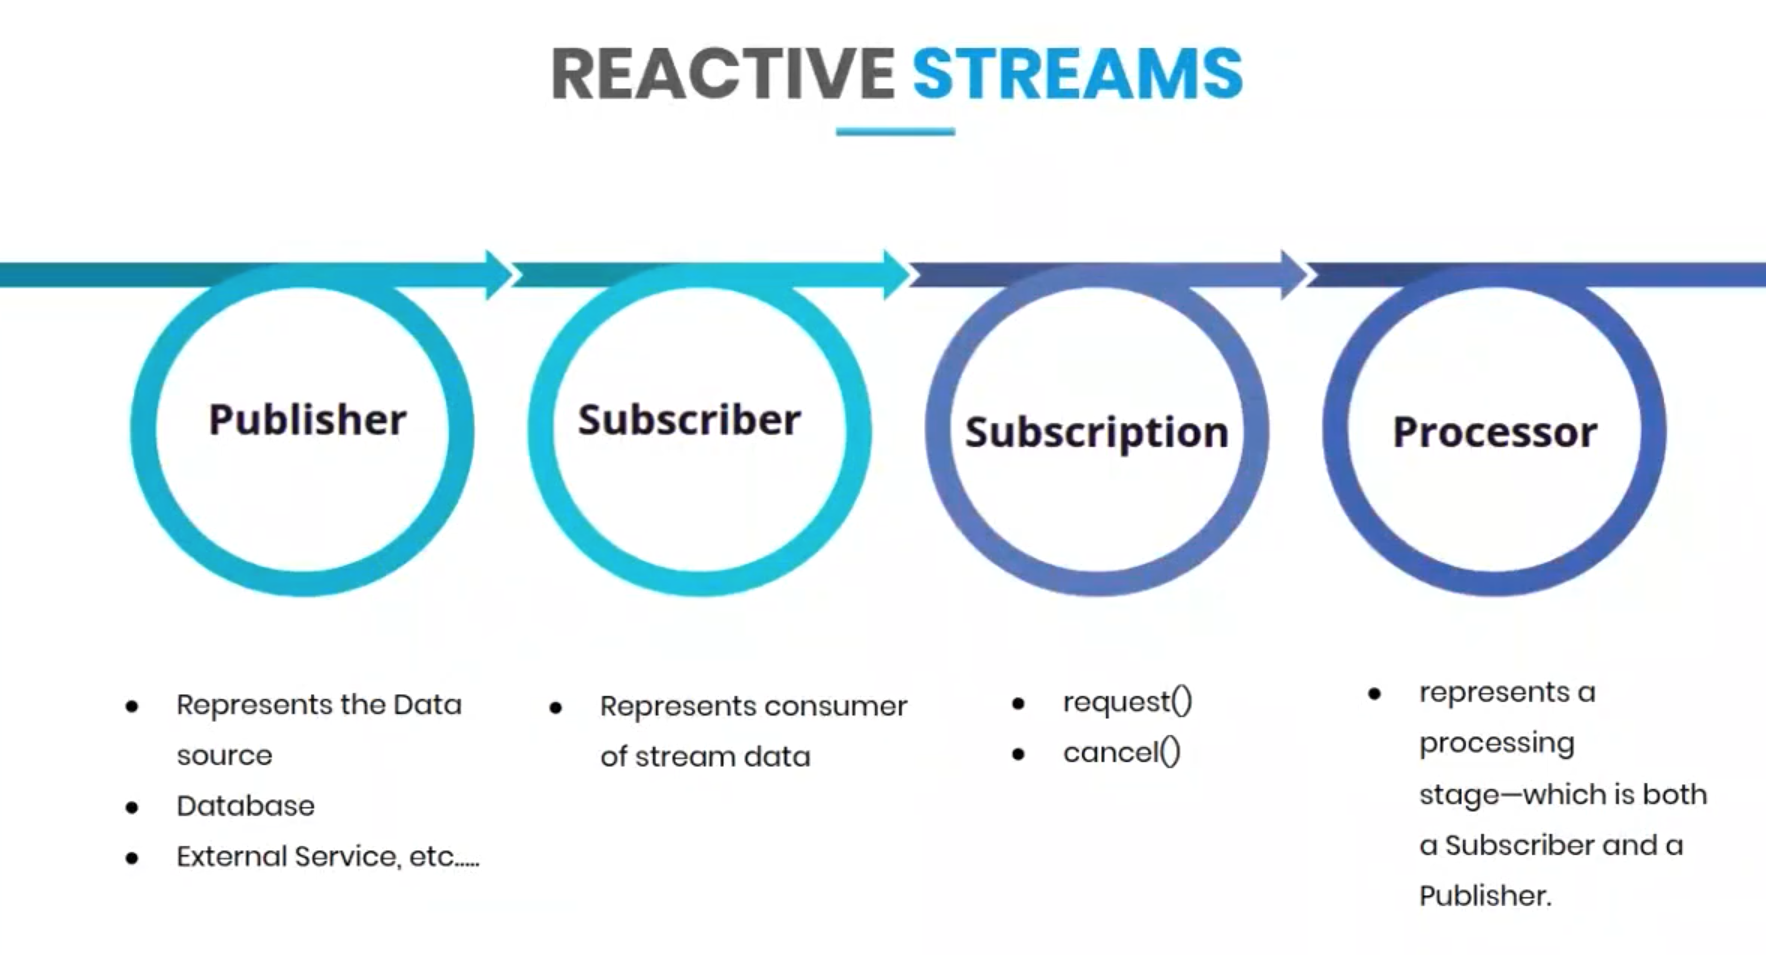 REACTIVE STREAMS
Publisher
Subscriber
Subscription
Processor
● Represents the Data
source
● Database
● External Service, etc.....
● Represents consumer
of stream data
● request()
● cancel()
● represents a
processing
stage—which is both
a Subscriber and a
Publisher.